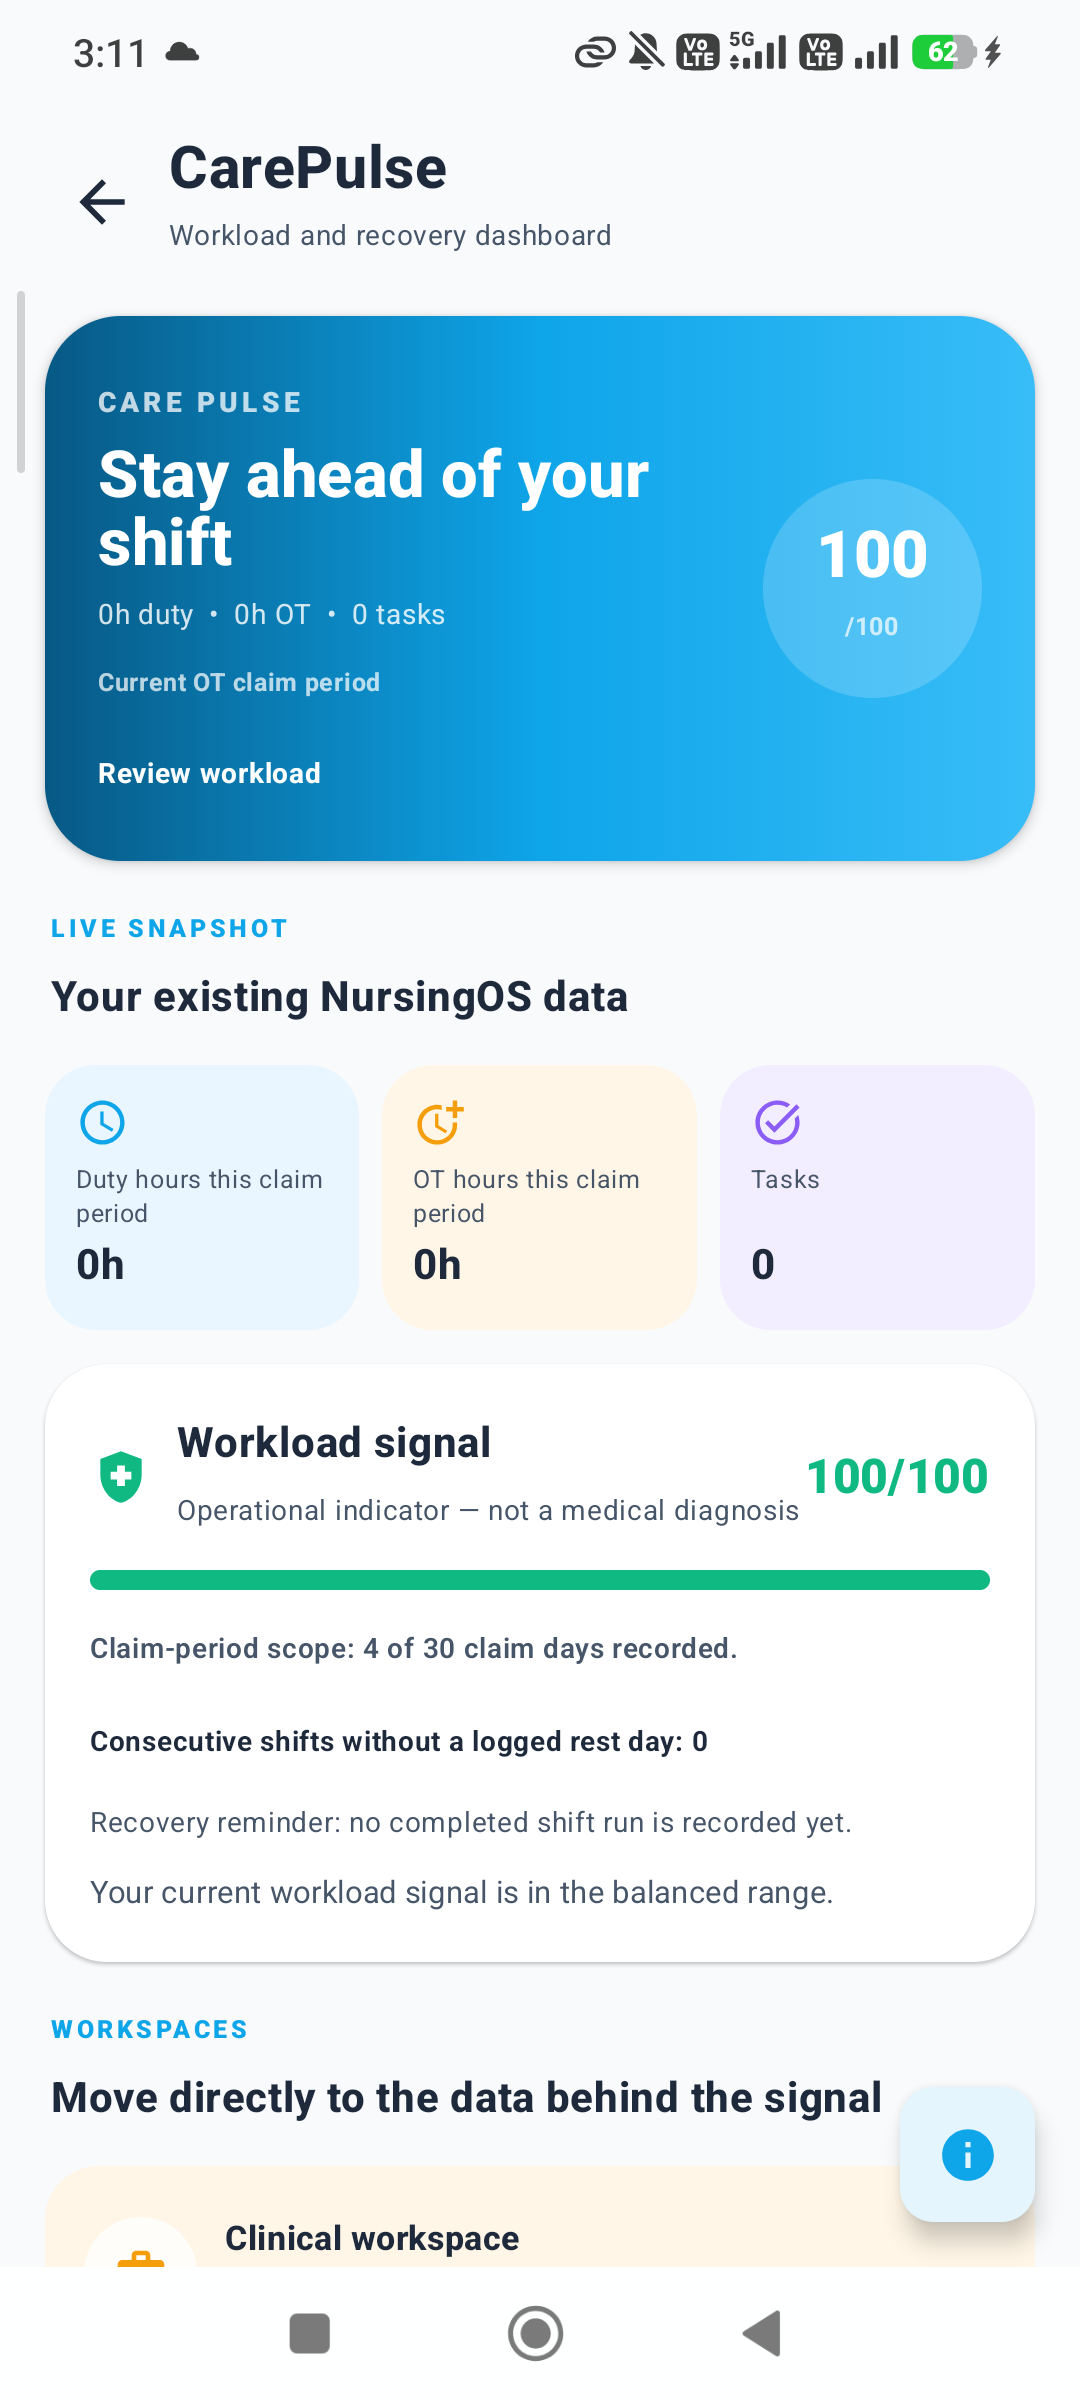 3:11
Vo LTE
5G
Vo LTE
62
CarePulse
Workload and recovery dashboard
CARE PULSE
Stay ahead of your
shift
0h duty • 0h OT • 0 tasks
Current OT claim period
Review workload
100
/100
LIVE SNAPSHOT
Your existing NursingOS data
Duty hours this claim
period
0h
OT hours this claim
period
0h
Tasks
0
Workload signal
Operational indicator — not a medical diagnosis
100/100
Claim-period scope: 4 of 30 claim days recorded.
Consecutive shifts without a logged rest day: 0
Recovery reminder: no completed shift run is recorded yet.
Your current workload signal is in the balanced range.
WORKSPACES
Move directly to the data behind the signal
Clinical workspace